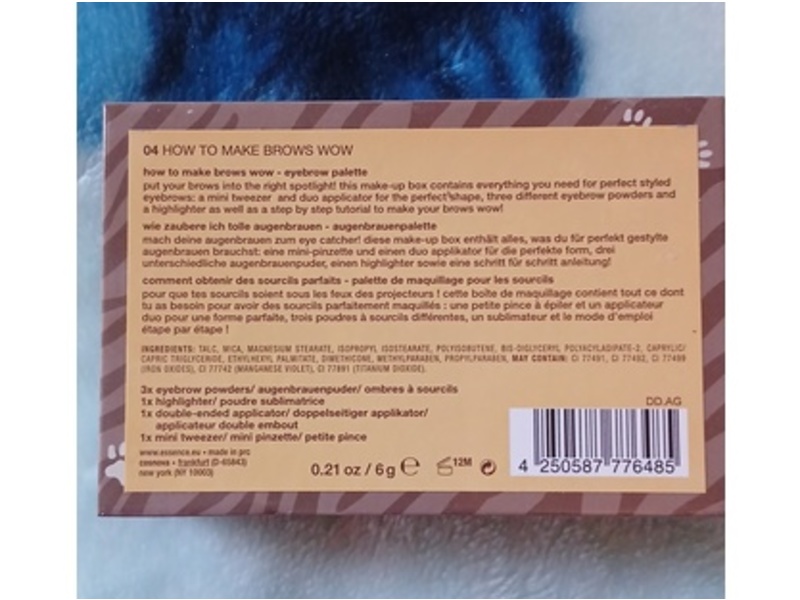 04 HOW TO MAKE BROWS WOW
how to make brows wow - eyebrow palette
put your brows into the right spotlight! this make-up box contains everything you need for perfect styled
eyebrows: a mini tweezer and duo applicator for the perfect shape, three different eyebrow powders and
a highlighter as well as a step by step tutorial to make your brows wow!
wie zaubere ich tolle augenbrauen - augenbrauenpalette
mach deine augenbrauen zum eye catcher! diese make-up box enthält alles, was du für perfekt gestylte
augenbrauen brauchst: eine mini-pinzette und einen duo applikator für die perfekte form, drei
unterschiedliche augenbrauenpuder, einen highlighter sowie eine schritt für schritt anleitung!
comment obtenir des sourcils parfaits - palette de maquillage pour les sourcils
pour que tes sourcils soient sous les feux des projecteurs ! cette boîte de maquillage contient tout ce dont
tu as besoin pour avoir des sourcils parfaitement maquillés : une petite pince à épiler et un applicateur
duo pour une forme parfaite, trois poudres à sourcils différentes, un sublimateur et le mode d'emploi
étape par étape !
INGREDIENTS: TALC, MICA, MAGNESIUM STEARATE, ISOPROPYL ISOSTEARATE, POLYISOBUTENE, BIS-DIGLYCERYL POLYACYLADIPATE-2, CAPRYLIC/
CAPRIC TRIGLYCERIDE, ETHYLHEXYL PALMITATE, DIMETHICONE, METHYLPARABEN, PROPYLPARABEN, MAY CONTAIN: CI 77491, CI 77492, CI 77499
(IRON OXIDES), CI 77742 (MANGANESE VIOLET), CI 77891 (TITANIUM DIOXIDE).
3x eyebrow powders/ augenbrauenpuder/ ombres à sourcils
1x highlighter/ poudre sublimatrice
1x double-ended applicator/ doppelseitiger applikator/
applicateur double embout
1x mini tweezer/ mini pinzette/ petite pince
DD.AG
www.essence.eu • made in prc
cosnova • frankfurt (D-65843)
new york (NY 10003)
0.21 oz / 6 g ℮ 12M
4 250587 776485